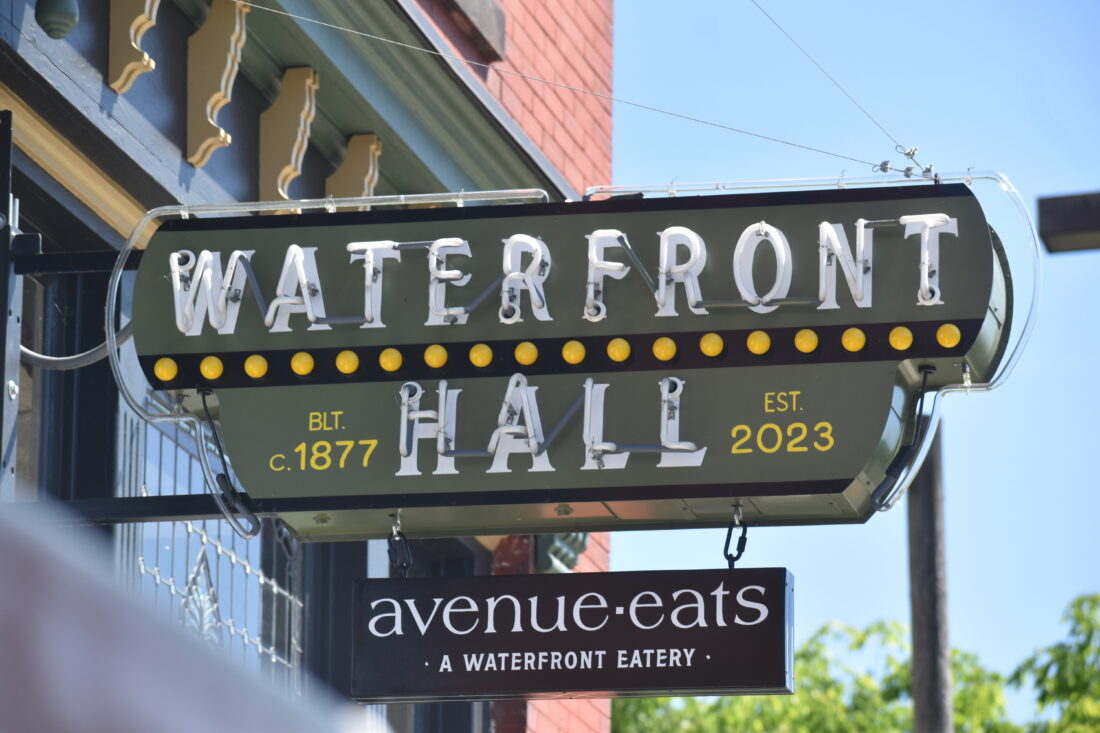 WATERFRONT
HALL
BLT.
c.1877
EST.
2023
avenue·eats
· A WATERFRONT EATERY ·